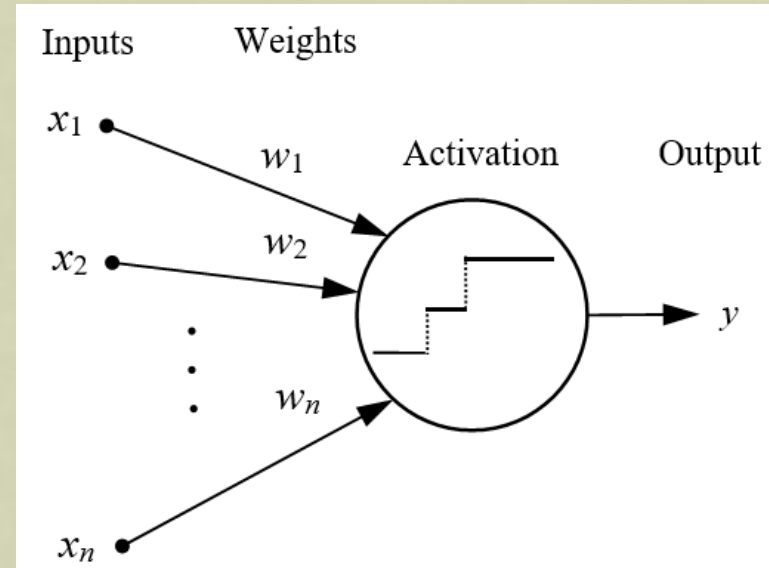 Inputs Weights
x1
w1
Activation Output
w2
x2
y
wn
xn